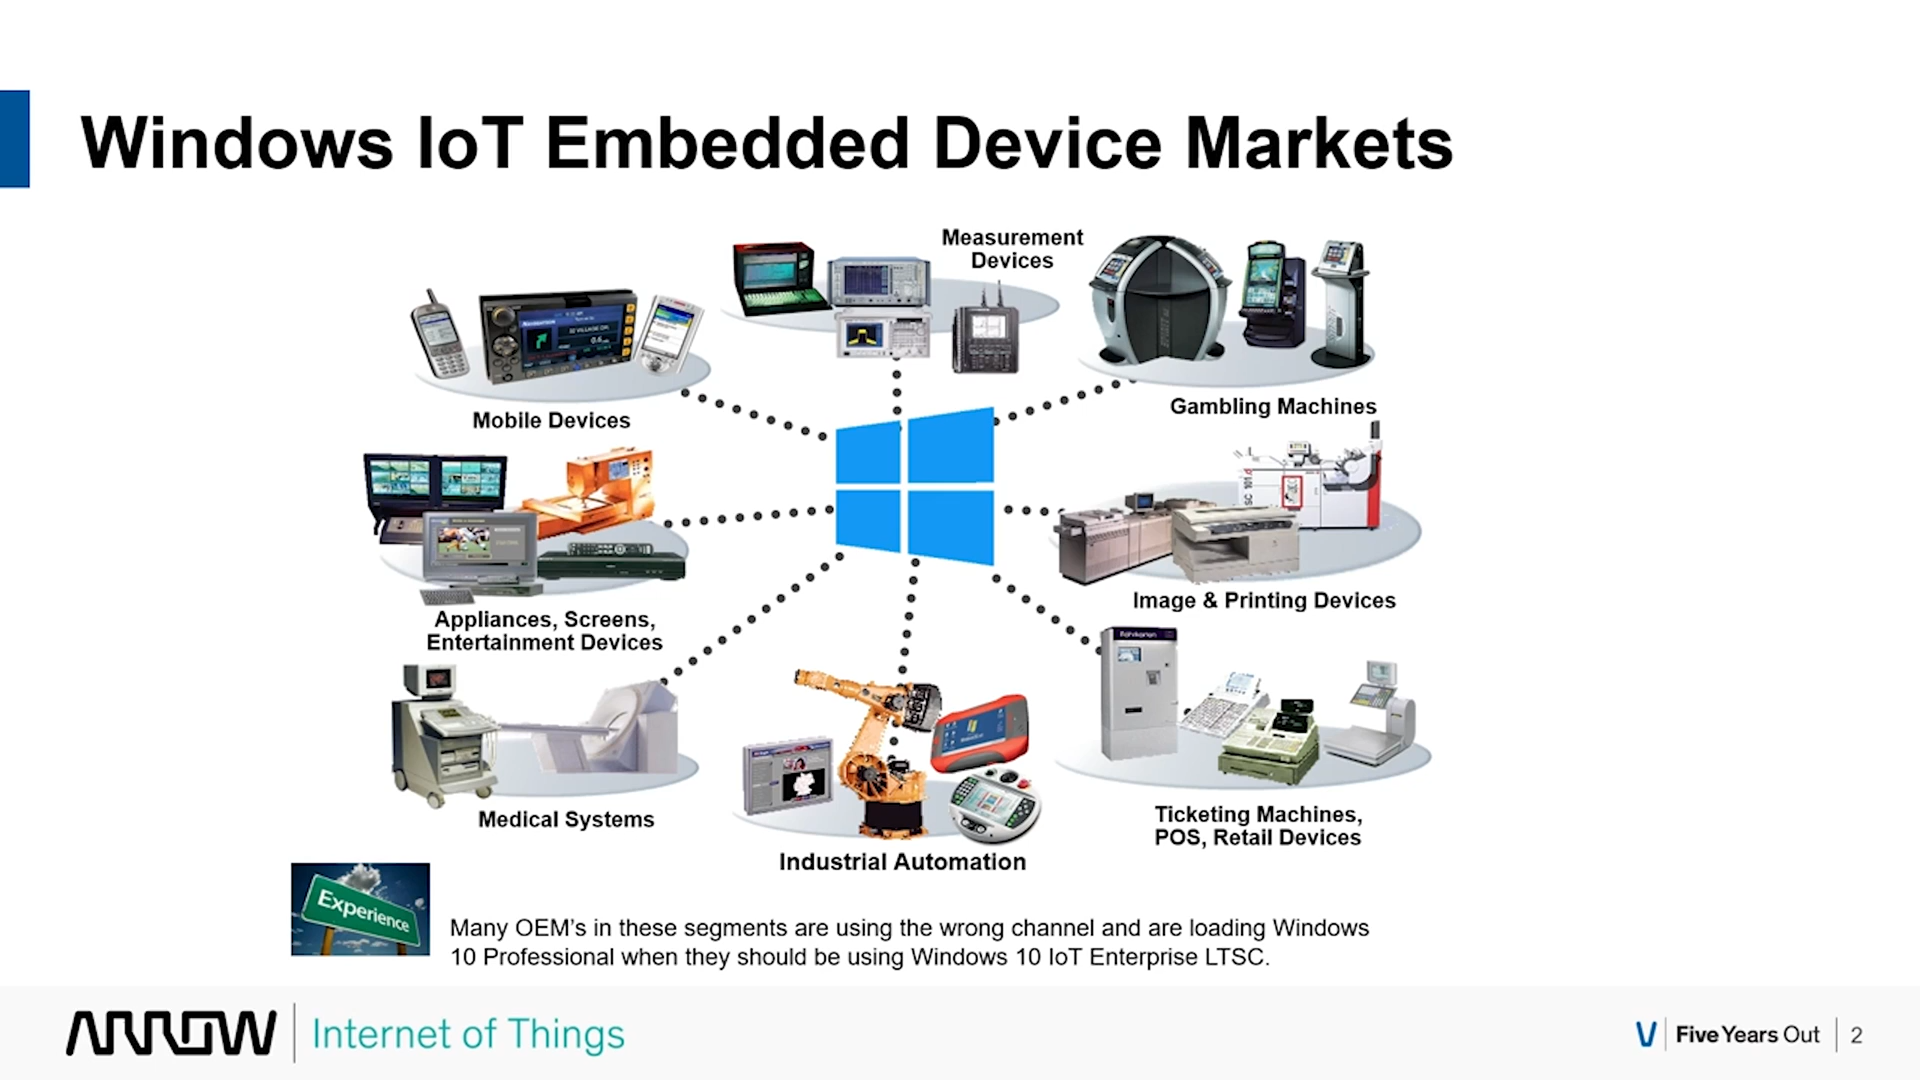 Windows IoT Embedded Device Markets
Measurement
Devices
Mobile Devices
Gambling Machines
Appliances, Screens,
Entertainment Devices
Image & Printing Devices
Fahrkarten
Medical Systems
Industrial Automation
Ticketing Machines,
POS, Retail Devices
Experience
Many OEM's in these segments are using the wrong channel and are loading Windows
10 Professional when they should be using Windows 10 IoT Enterprise LTSC.
ARROW
Internet of Things
Five Years Out
2